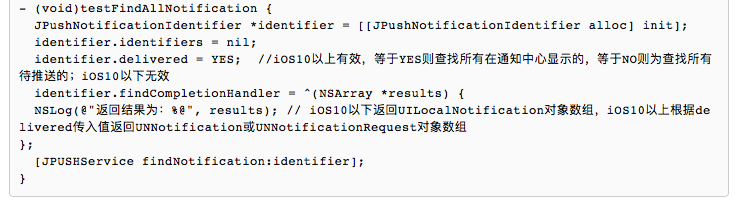 - (void)testFindAllNotification {
  JPushNotificationIdentifier *identifier = [[JPushNotificationIdentifier alloc] init];
  identifier.identifiers = nil;
  identifier.delivered = YES;  //iOS10以上有效，等于YES则查找所有在通知中心显示的，等于NO则为查找所有
待推送的；iOS10以下无效
  identifier.findCompletionHandler = ^(NSArray *results) {
  NSLog(@"返回结果为：%@", results); // iOS10以下返回UILocalNotification对象数组，iOS10以上根据de
livered传入值返回UNNotification或UNNotificationRequest对象数组
};
  [JPUSHService findNotification:identifier];
}